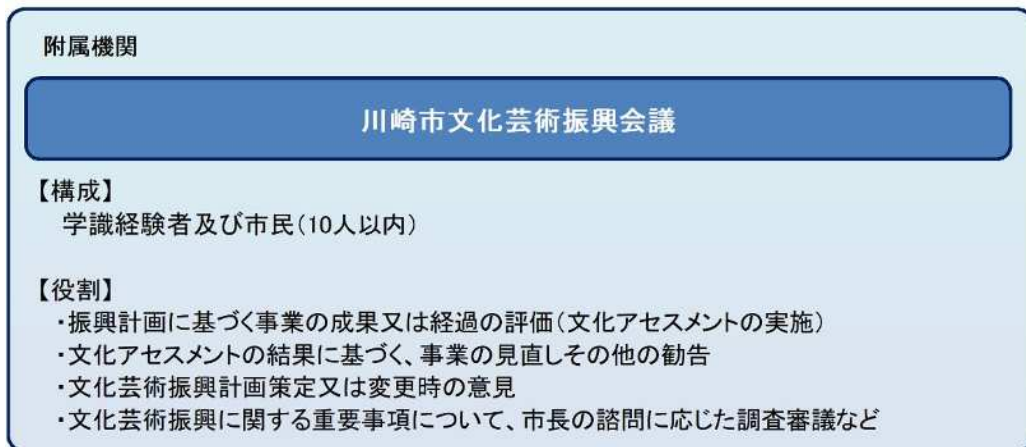 附属機関
川崎市文化芸術振興会議
【構成】
学識経験者及び市民(10人以内)
【役割】
・振興計画に基づく事業の成果又は経過の評価(文化アセスメントの実施)
・文化アセスメントの結果に基づく、事業の見直しその他の勧告
・文化芸術振興計画策定又は変更時の意見
・文化芸術振興に関する重要事項について、市長の諮問に応じた調査審議など